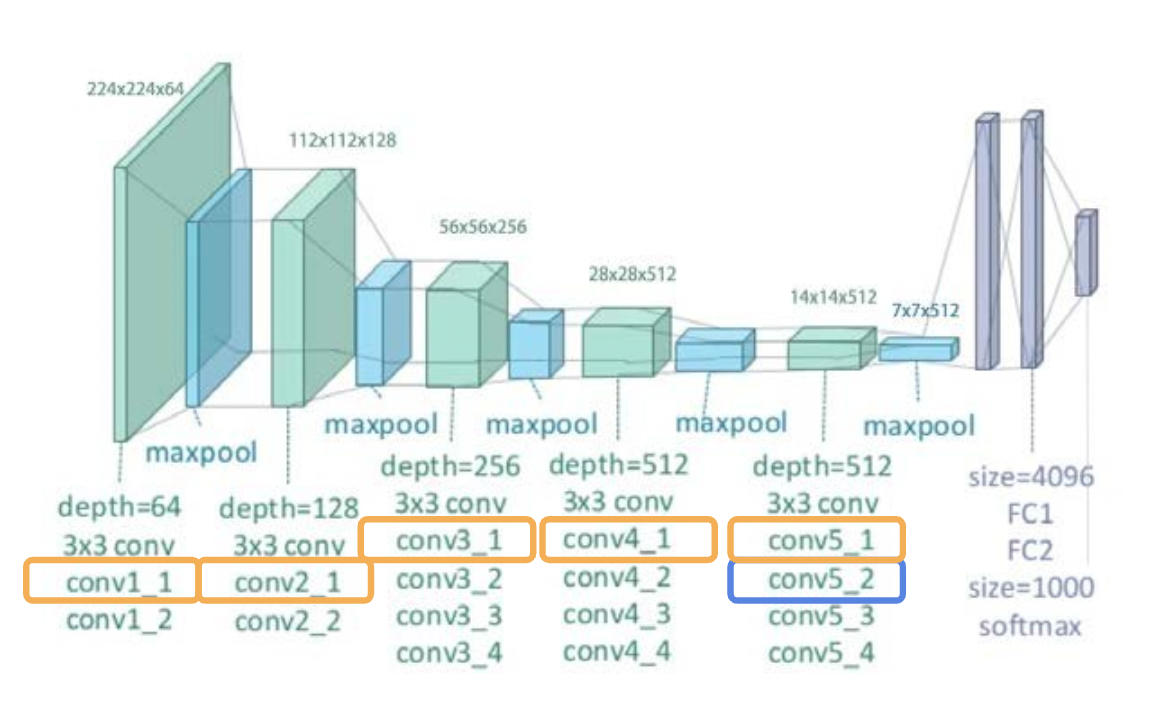 224x224x64
112x112x128
56x56x256
28x28x512
14x14x512
7x7x512
maxpool
maxpool
maxpool
maxpool
maxpool
depth=64
3x3 conv
conv1_1
conv1_2
depth=128
3x3 conv
conv2_1
conv2_2
depth=256
3x3 conv
conv3_1
conv3_2
conv3_3
conv3_4
depth=512
3x3 conv
conv4_1
conv4_2
conv4_3
conv4_4
depth=512
3x3 conv
conv5_1
conv5_2
conv5_3
conv5_4
size=4096
FC1
FC2
size=1000
softmax